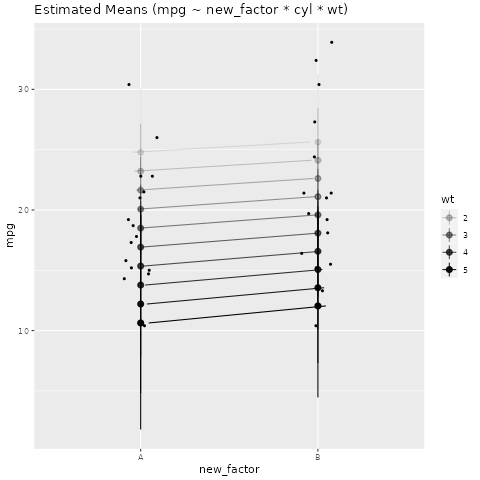 Estimated Means (mpg ~ new_factor * cyl * wt)
30
20
10
mpg
A
B
new_factor
wt
2
3
4
5